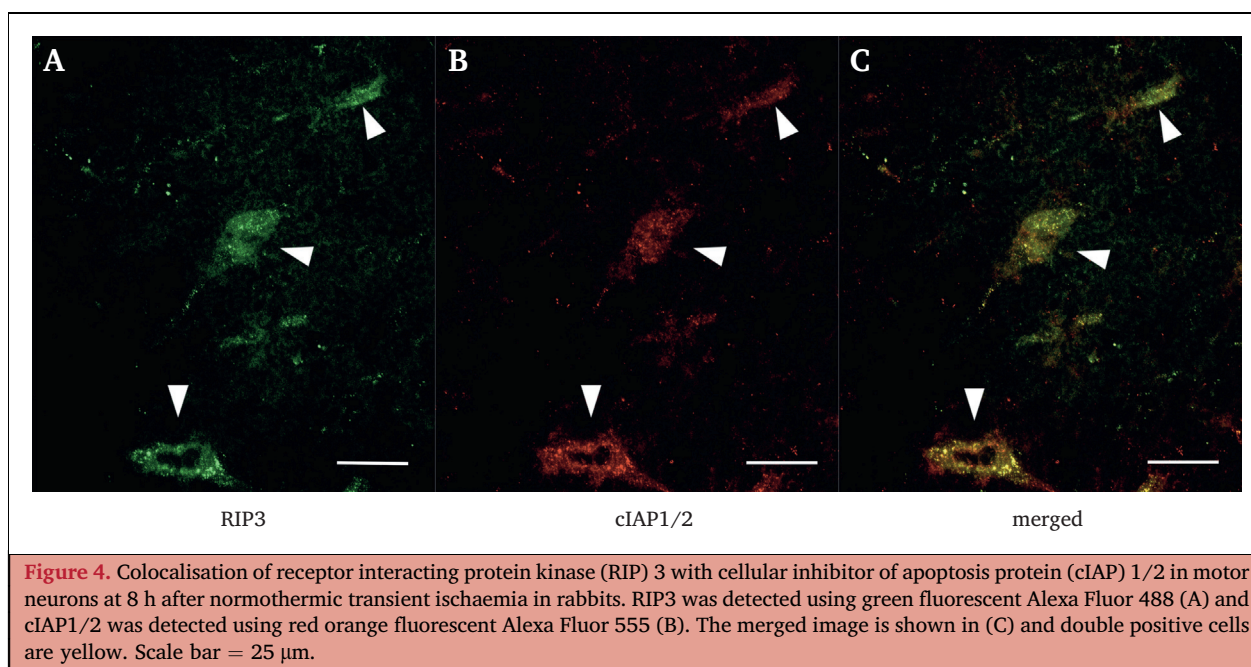 A B C
RIP3 cIAP1/2 merged
Figure 4. Colocalisation of receptor interacting protein kinase (RIP) 3 with cellular inhibitor of apoptosis protein (cIAP) 1/2 in motor
neurons at 8 h after normothermic transient ischaemia in rabbits. RIP3 was detected using green fluorescent Alexa Fluor 488 (A) and
cIAP1/2 was detected using red orange fluorescent Alexa Fluor 555 (B). The merged image is shown in (C) and double positive cells
are yellow. Scale bar = 25 μm.